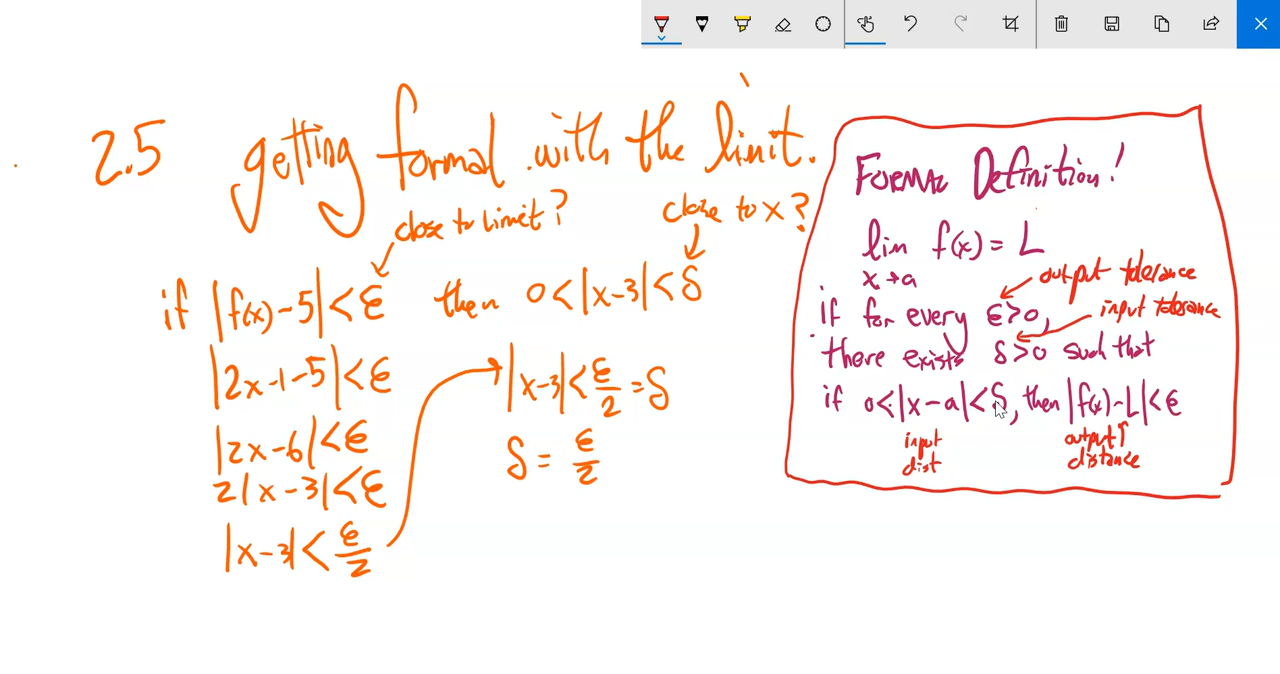 2.5 getting formal with the limit.
close to Limit?
close to x?
if |f(x)-5|<ε then 0<|x-3|<δ
|2x-1-5|<ε
|2x-6|<ε
2|x-3|<ε
|x-3|<ε/2
|x-3|<ε/2=δ
δ=ε/2
FORMAL Definition!
lim f(x)=L
x→a
output tolerance
if for every ε>0,
input tolerance
there exists δ>0 such that
if 0<|x-a|<δ, then |f(x)-L|<ε
input
dist
output
distance